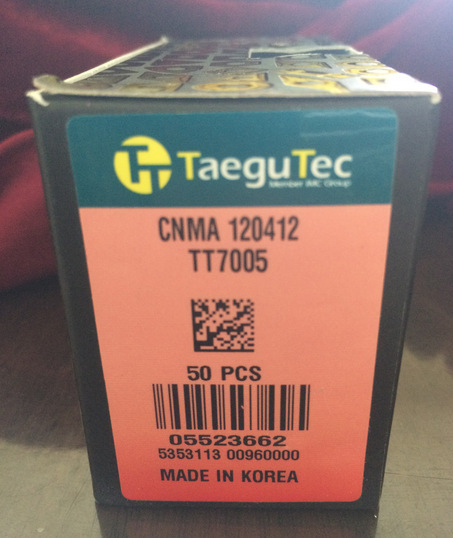 TaeguTec
Member IMC Group
CNMA 120412
TT7005
50 PCS
05523662
5353113 00960000
MADE IN KOREA